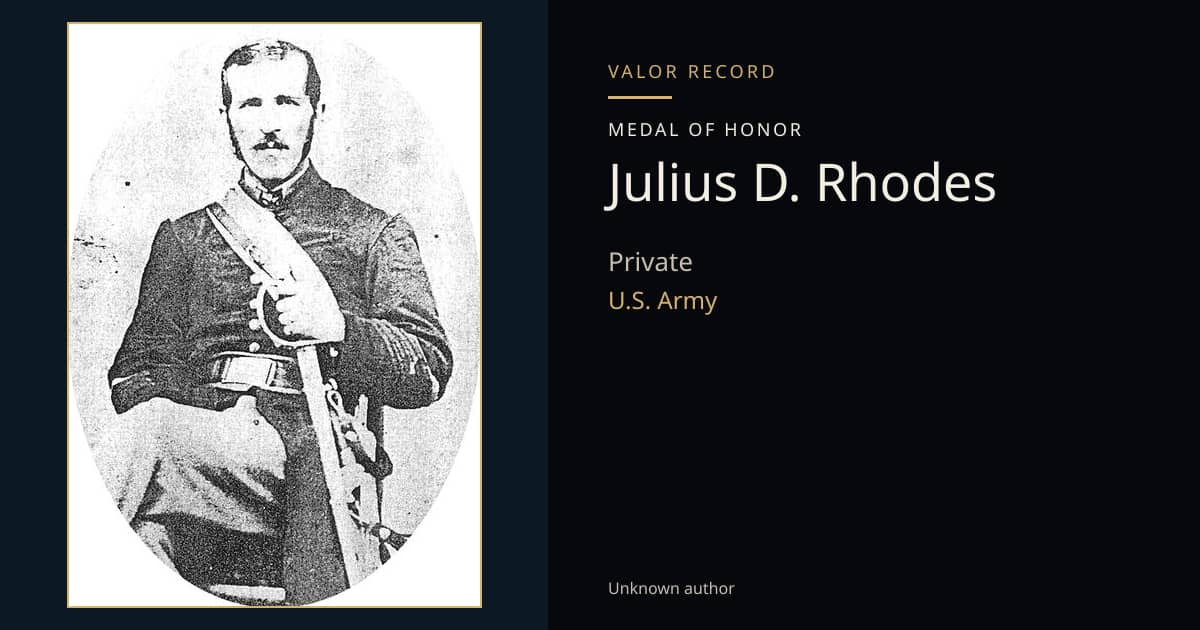 VALOR RECORD
MEDAL OF HONOR
Julius D. Rhodes
Private
U.S. Army
Unknown author